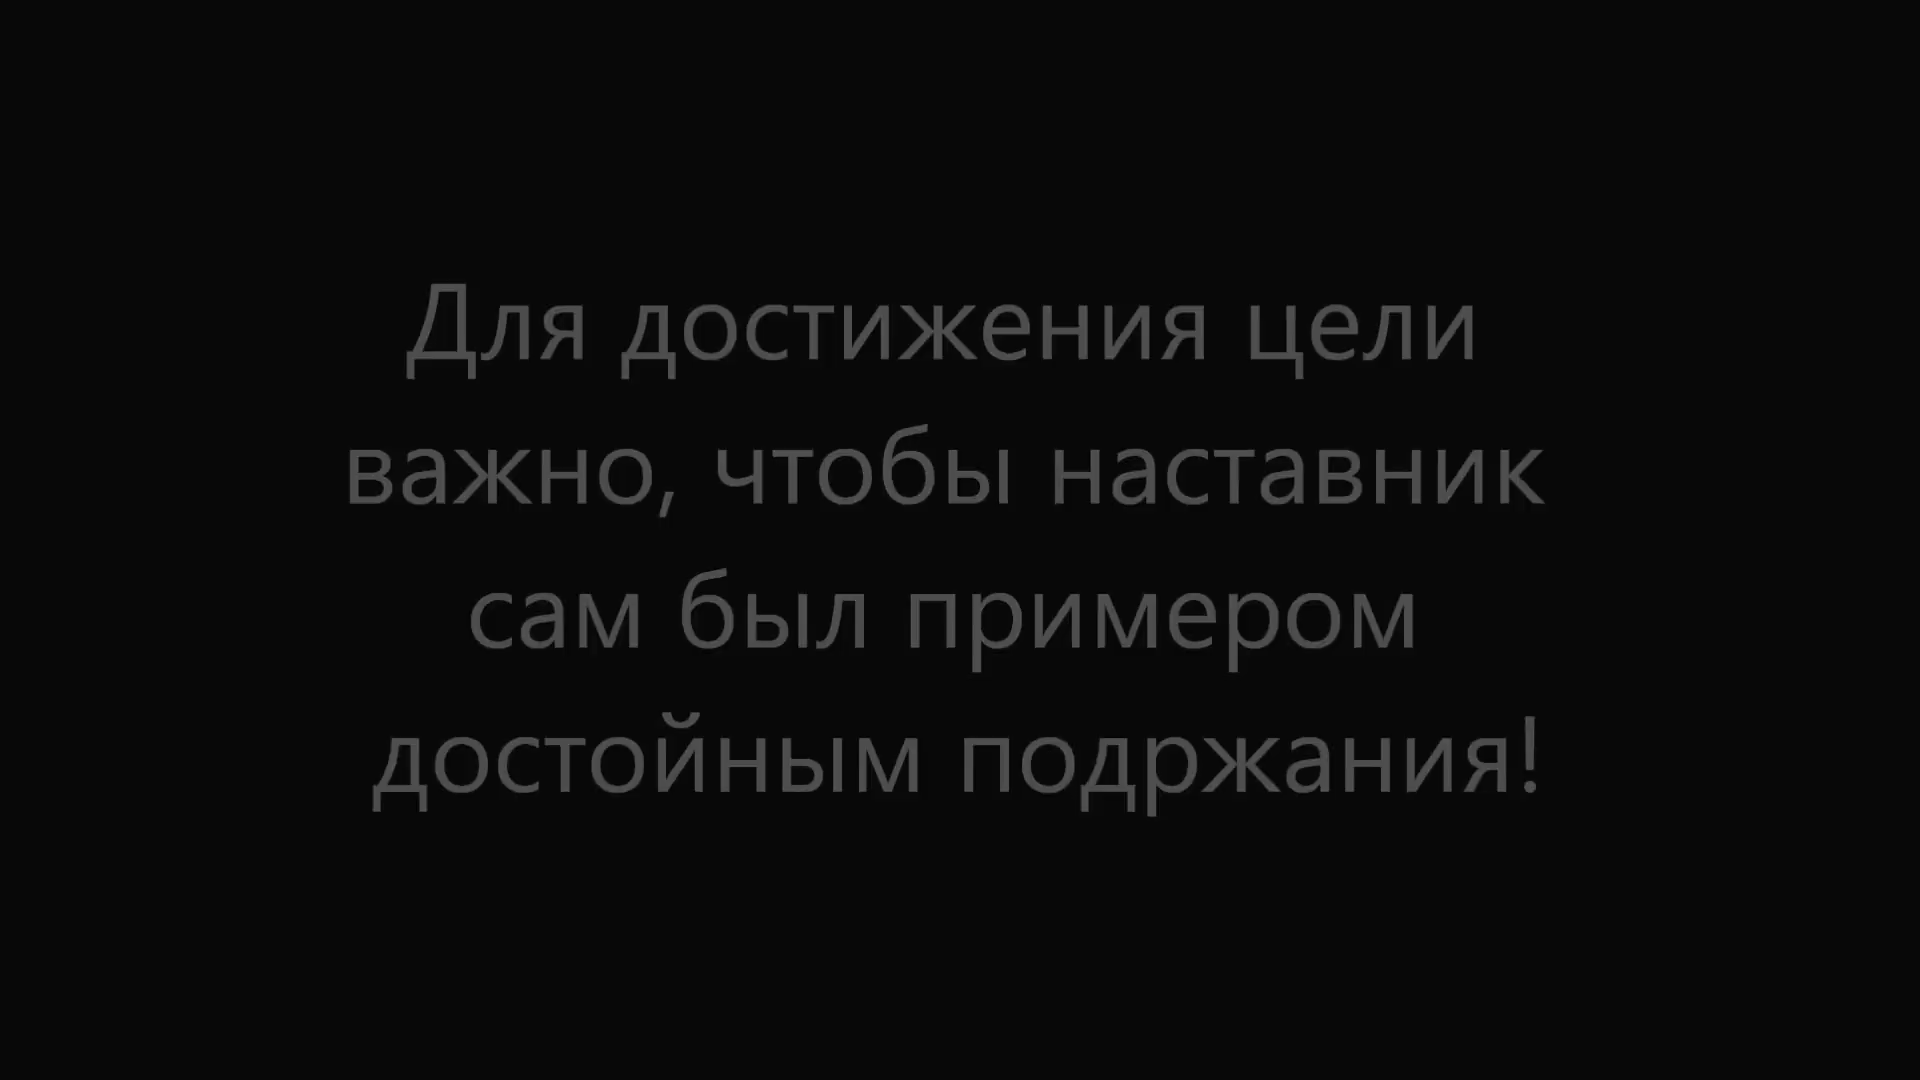 Для достижения цели
важно, чтобы наставник
сам был примером
достойным подржания!